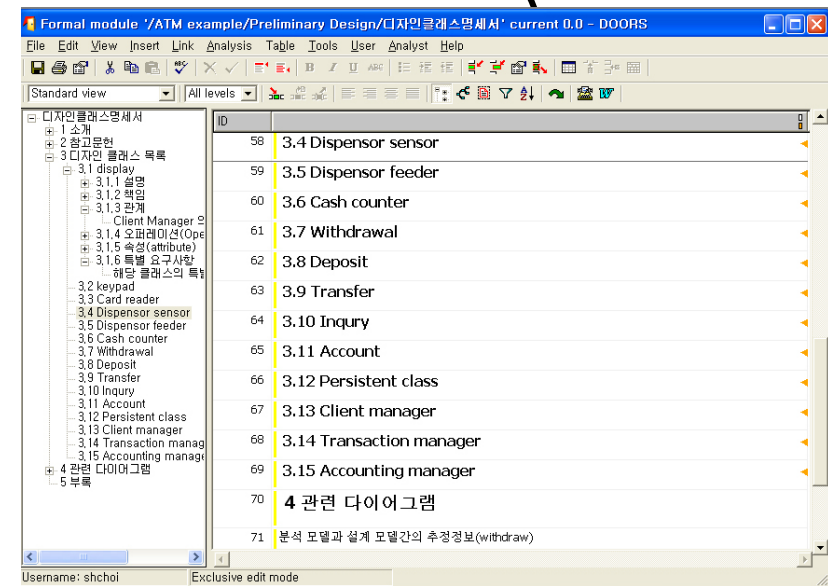 Formal module '/ATM example/Preliminary Design/디자인클래스명세서' current 0.0 - DOORS
File Edit View Insert Link Analysis Table Tools User Analyst Help
Standard view All levels
디자인클래스명세서
1 소개
2 참고문헌
3 디자인 클래스 목록
3.1 display
3.1.1 설명
3.1.2 책임
3.1.3 관계
Client Manager 의
3.1.4 오퍼레이션(Ope
3.1.5 속성(attribute)
3.1.6 특별 요구사항
해당 클래스의 특별
3.2 keypad
3.3 Card reader
3.4 Dispensor sensor
3.5 Dispensor feeder
3.6 Cash counter
3.7 Withdrawal
3.8 Deposit
3.9 Transfer
3.10 Inqury
3.11 Account
3.12 Persistent class
3.13 Client manager
3.14 Transaction manag
3.15 Accounting manage
4 관련 다이어그램
5 부록
ID
58 3.4 Dispensor sensor
59 3.5 Dispensor feeder
60 3.6 Cash counter
61 3.7 Withdrawal
62 3.8 Deposit
63 3.9 Transfer
64 3.10 Inqury
65 3.11 Account
66 3.12 Persistent class
67 3.13 Client manager
68 3.14 Transaction manager
69 3.15 Accounting manager
70 4 관련 다이어그램
71 분석 모델과 설계 모델간의 추정정보(withdraw)
Username: shchoi Exclusive edit mode